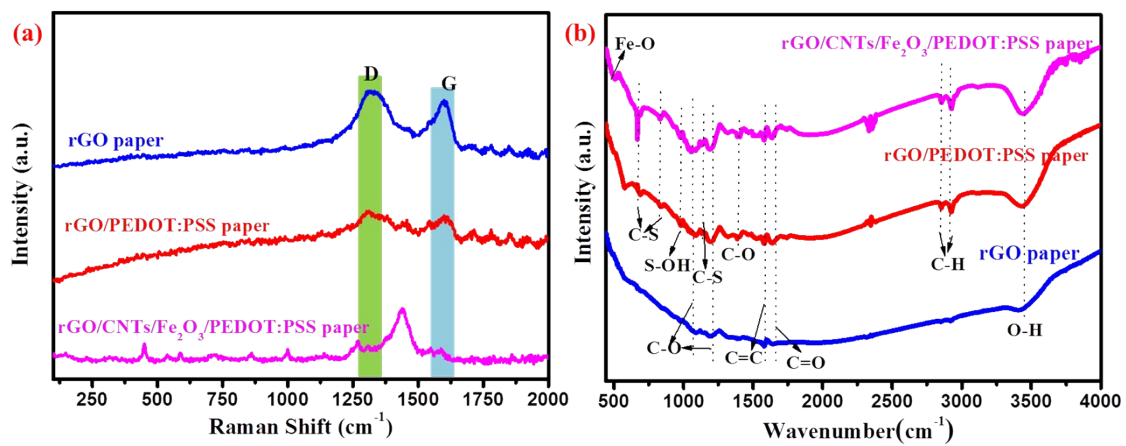 (a)
D
G
rGO paper
rGO/PEDOT:PSS paper
rGO/CNTs/Fe₂O₃/PEDOT:PSS paper
Intensity (a.u.)
250 500 750 1000 1250 1500 1750 2000
Raman Shift (cm⁻¹)
(b)
Fe-O
rGO/CNTs/Fe₂O₃/PEDOT:PSS paper
rGO/PEDOT:PSS paper
C-S
S-OH
C-S
C-O
C-H
rGO paper
C-O
C=C
C=O
O-H
Intensity (a.u.)
500 1000 1500 2000 2500 3000 3500 4000
Wavenumber(cm⁻¹)